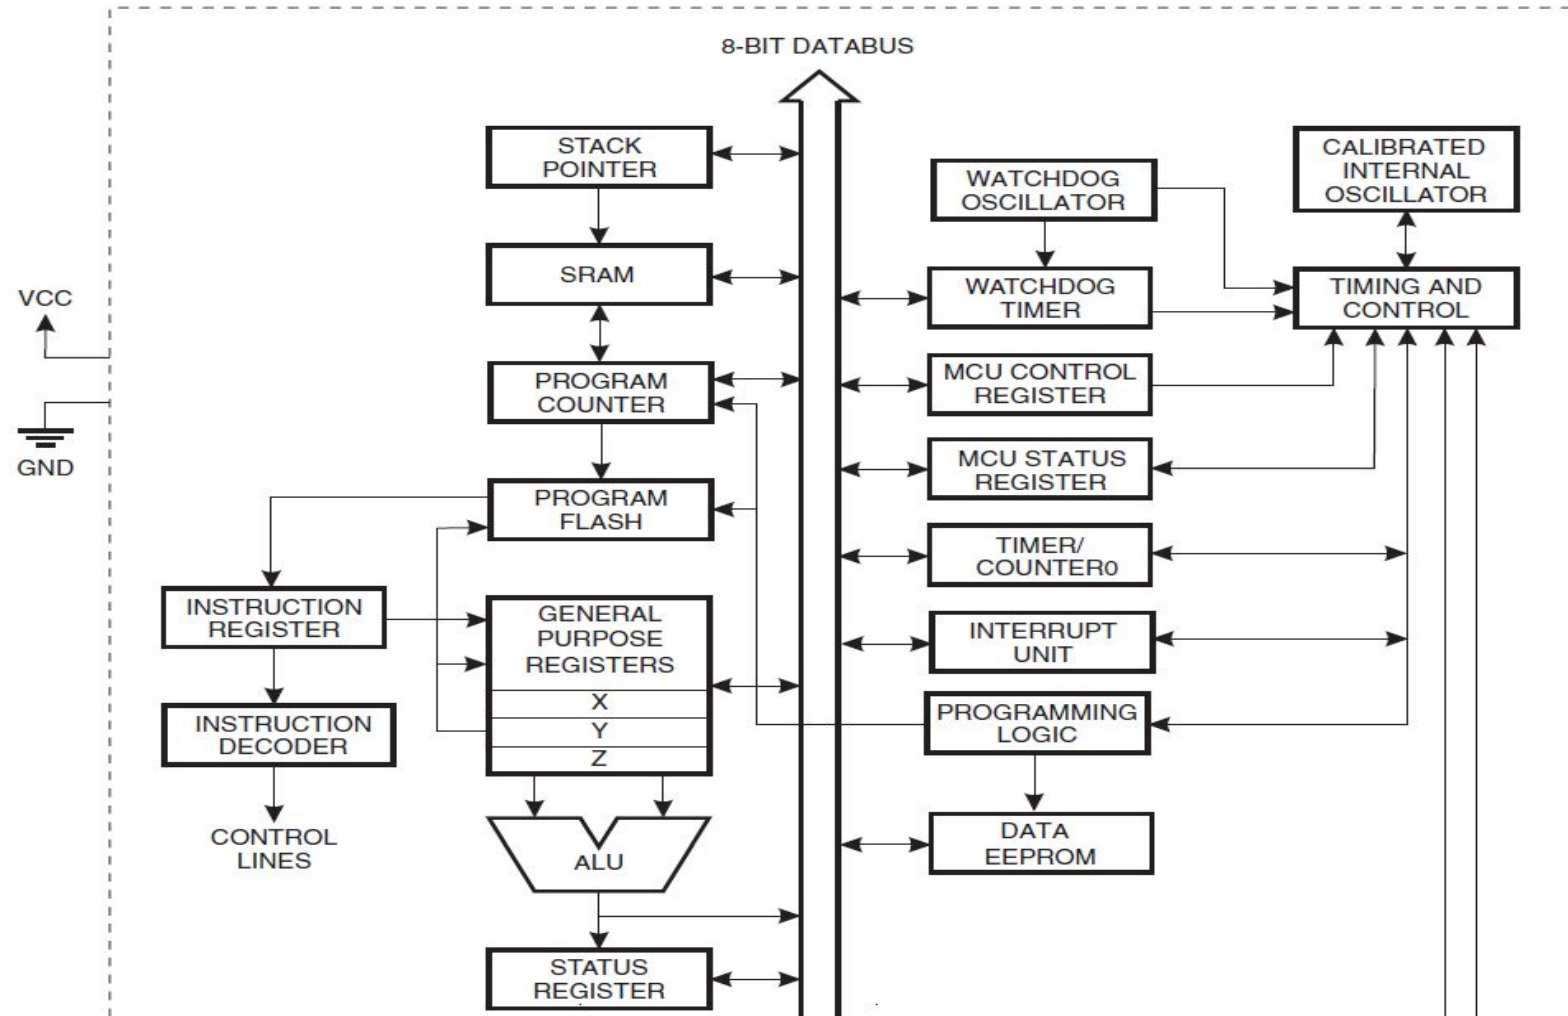 8-BIT DATABUS
STACK
POINTER
SRAM
PROGRAM
COUNTER
PROGRAM
FLASH
VCC
GND
INSTRUCTION
REGISTER
INSTRUCTION
DECODER
CONTROL
LINES
GENERAL
PURPOSE
REGISTERS
X
Y
Z
ALU
STATUS
REGISTER
WATCHDOG
OSCILLATOR
WATCHDOG
TIMER
MCU CONTROL
REGISTER
MCU STATUS
REGISTER
TIMER/
COUNTER0
INTERRUPT
UNIT
PROGRAMMING
LOGIC
DATA
EEPROM
CALIBRATED
INTERNAL
OSCILLATOR
TIMING AND
CONTROL